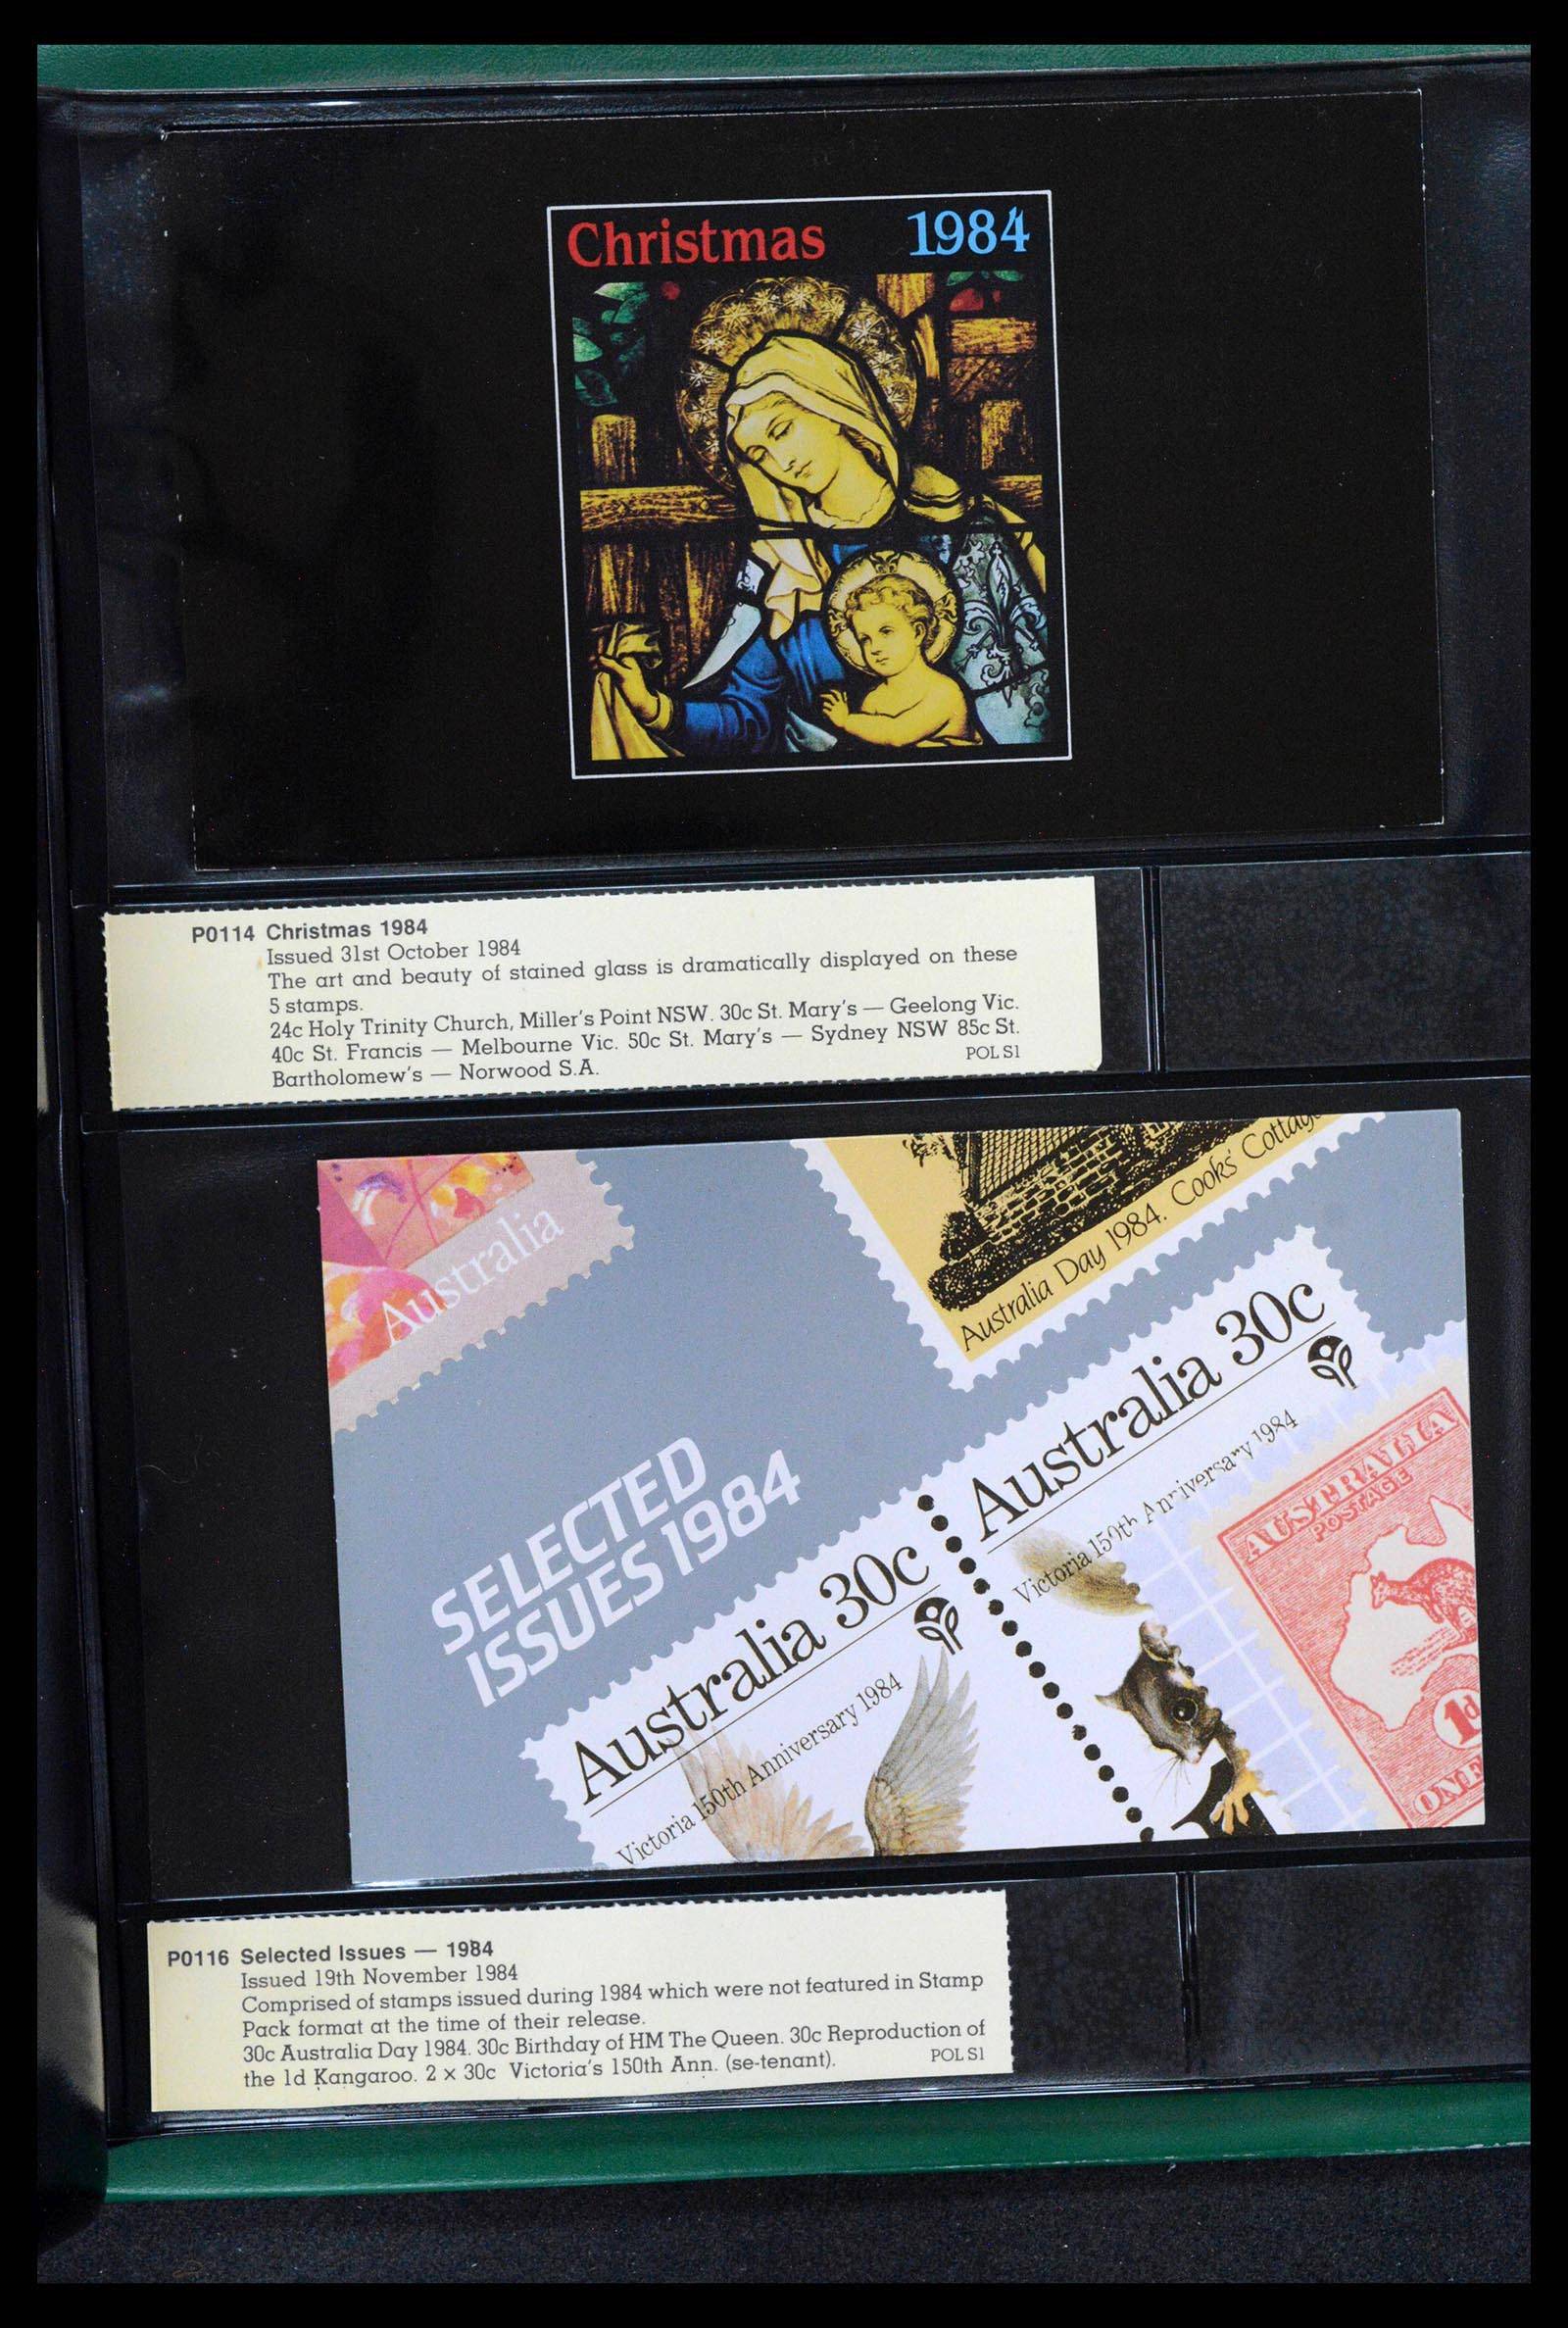 Christmas 1984
P0114 Christmas 1984
Issued 31st October 1984
The art and beauty of stained glass is dramatically displayed on these
5 stamps.
24c Holy Trinity Church, Miller's Point NSW. 30c St. Mary's — Geelong Vic.
40c St. Francis — Melbourne Vic. 50c St. Mary's — Sydney NSW 85c St.
Bartholomew's — Norwood S.A.
POL S1
Australia
Australia Day 1984. Cooks' Cottage
SELECTED
ISSUES 1984
Australia 30c
Victoria 150th Anniversary 1984
Australia 30c
Victoria 150th Anniversary 1984
AUSTRALIA
POSTAGE
1d
ONE
P0116 Selected Issues — 1984
Issued 19th November 1984
Comprised of stamps issued during 1984 which were not featured in Stamp
Pack format at the time of their release.
30c Australia Day 1984. 30c Birthday of HM The Queen. 30c Reproduction of
the 1d Kangaroo. 2 x 30c Victoria's 150th Ann. (se-tenant).
POL S1